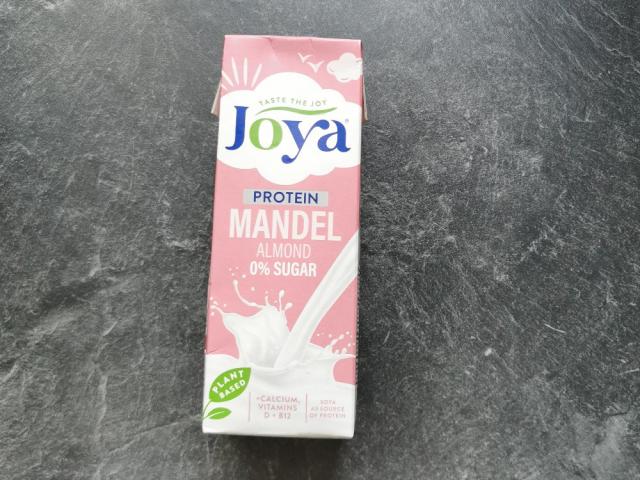 TASTE THE JOY
Joya®
PROTEIN
MANDEL
ALMOND
0% SUGAR
PLANT
BASED
+CALCIUM,
VITAMINS
D + B12
SOYA
AS SOURCE
OF PROTEIN